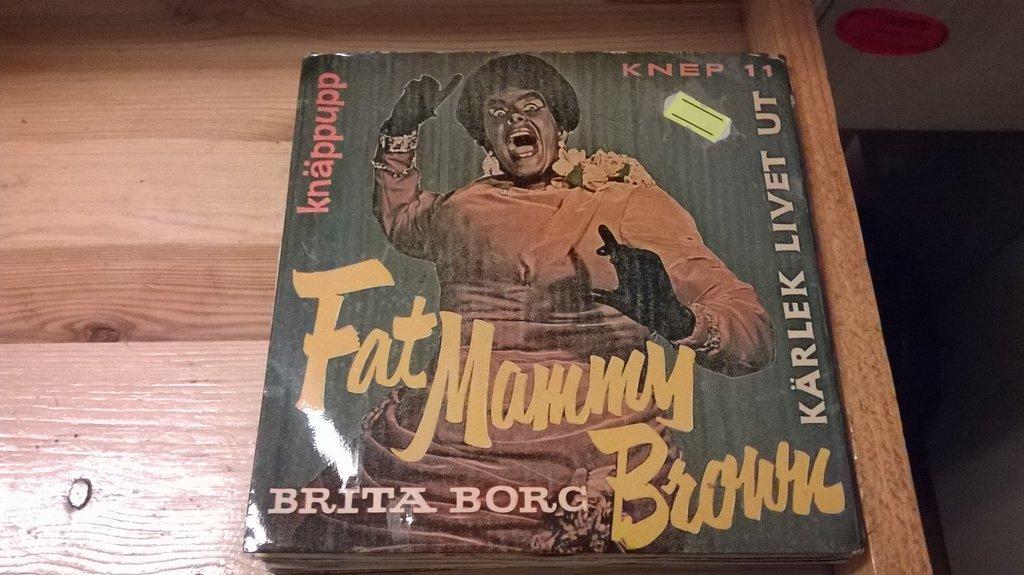 knäppupp
KNEP 11
KÄRLEK LIVET UT
Fat Mammy
Brown
BRITA BORG